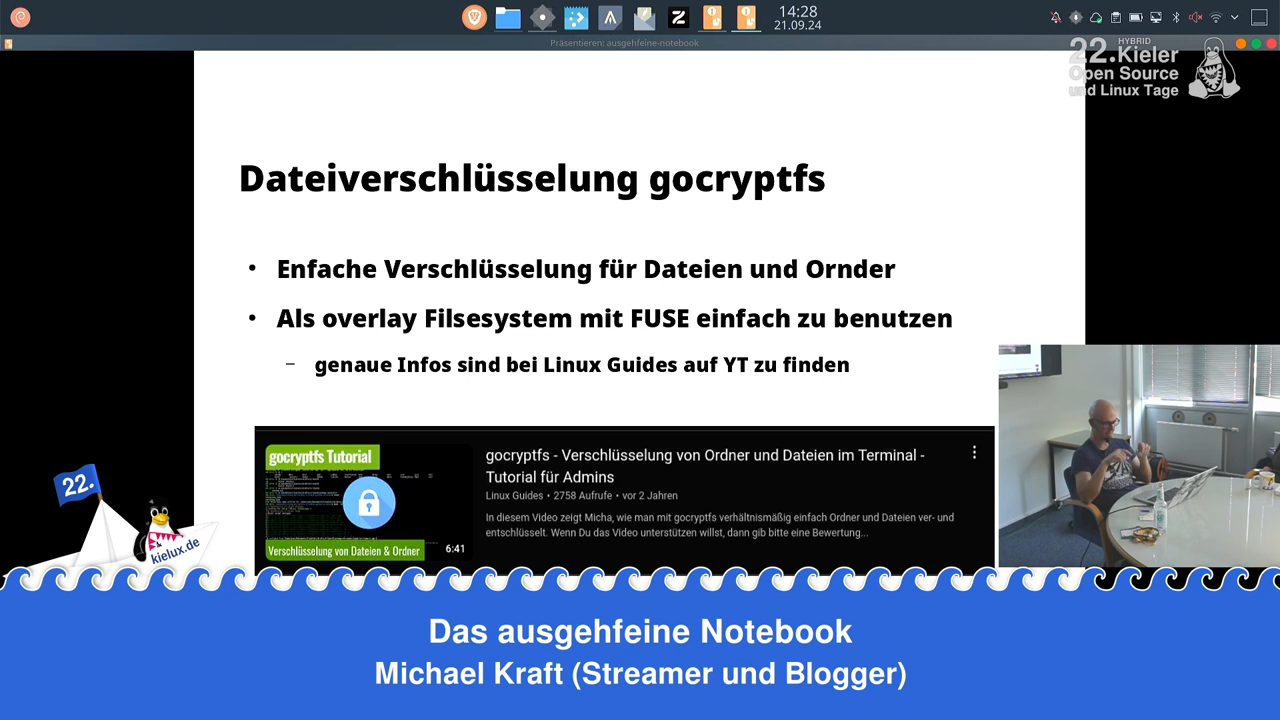 14:28
21.09.24
Präsentieren: ausgehfeine-notebook
HYBRID
22.Kieler
Open Source
und Linux Tage
Dateiverschlüsselung gocryptfs
• Enfache Verschlüsselung für Dateien und Ornder
• Als overlay Filsesystem mit FUSE einfach zu benutzen
– genaue Infos sind bei Linux Guides auf YT zu finden
gocryptfs Tutorial
Verschlüsselung von Dateien & Ordner
6:41
gocryptfs - Verschlüsselung von Ordner und Dateien im Terminal -
Tutorial für Admins
Linux Guides • 2758 Aufrufe • vor 2 Jahren
In diesem Video zeigt Micha, wie man mit gocryptfs verhältnismäßig einfach Ordner und Dateien ver- und
entschlüsselt. Wenn Du das Video unterstützen willst, dann gib bitte eine Bewertung...
22.
kielux.de
Das ausgehfeine Notebook
Michael Kraft (Streamer und Blogger)